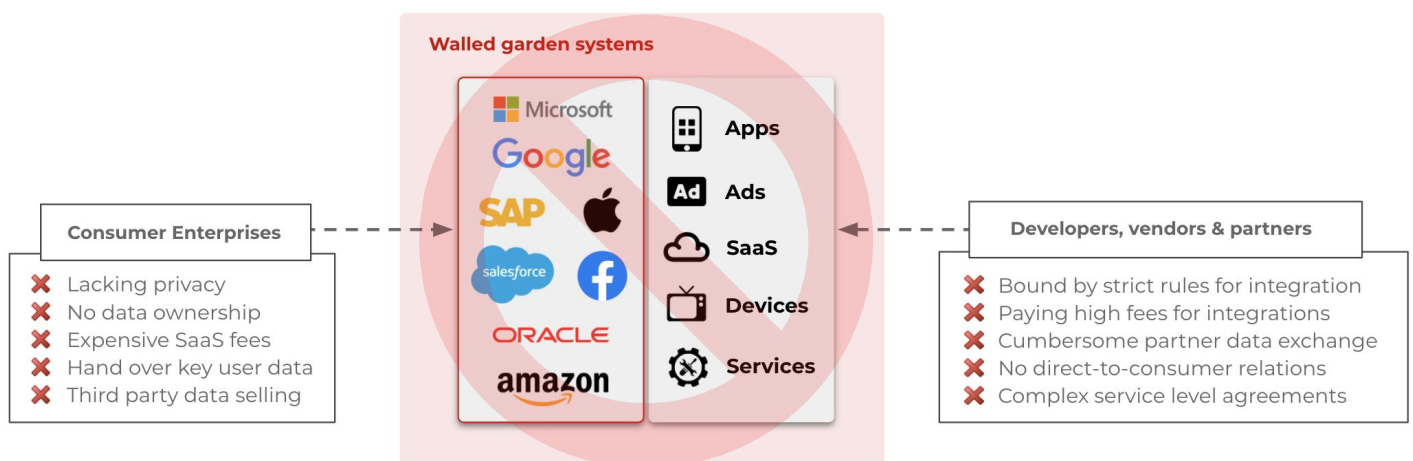 Walled garden systems
Microsoft
Google
SAP
salesforce
ORACLE
amazon
Apps
Ad Ads
SaaS
Devices
Services
Consumer Enterprises
Lacking privacy
No data ownership
Expensive SaaS fees
Hand over key user data
Third party data selling
Developers, vendors & partners
Bound by strict rules for integration
Paying high fees for integrations
Cumbersome partner data exchange
No direct-to-consumer relations
Complex service level agreements